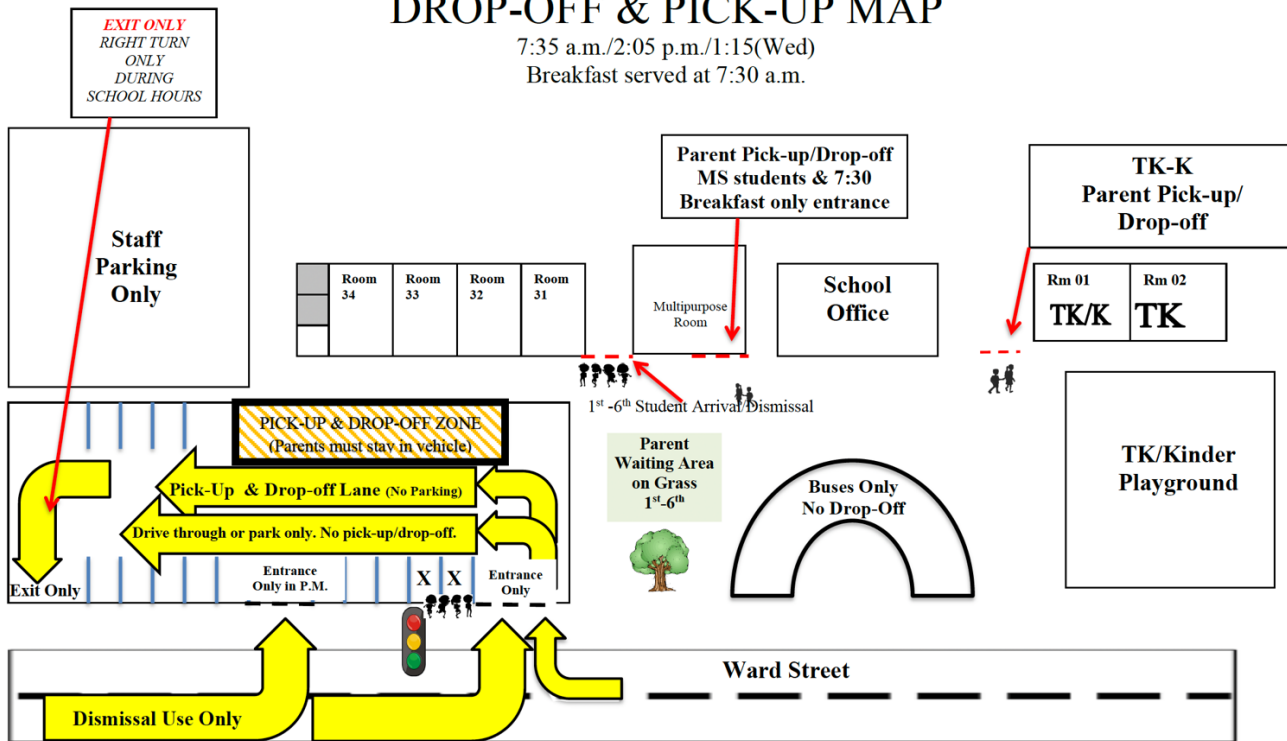 DROP-OFF & PICK-UP MAP
7:35 a.m./2:05 p.m./1:15(Wed)
Breakfast served at 7:30 a.m.
EXIT ONLY
RIGHT TURN
ONLY
DURING
SCHOOL HOURS
Parent Pick-up/Drop-off
MS students & 7:30
Breakfast only entrance
TK-K
Parent Pick-up/
Drop-off
Staff
Parking
Only
Room
34
Room
33
Room
32
Room
31
Multipurpose
Room
School
Office
Rm 01
TK/K
Rm 02
TK
1st -6th Student Arrival/Dismissal
PICK-UP & DROP-OFF ZONE
(Parents must stay in vehicle)
Pick-Up & Drop-off Lane (No Parking)
Drive through or park only. No pick-up/drop-off.
Parent
Waiting Area
on Grass
1st-6th
Buses Only
No Drop-Off
TK/Kinder
Playground
Exit Only
Entrance
Only in P.M.
X X
Entrance
Only
Ward Street
Dismissal Use Only